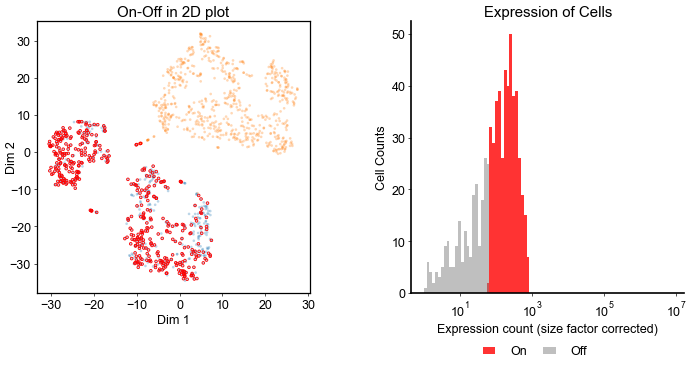 On-Off in 2D plot
Dim 2
30
20
10
0
−10
−20
−30
−30 −20 −10 0 10 20 30
Dim 1
Expression of Cells
Cell Counts
50
40
30
20
10
0
10^1 10^3 10^5 10^7
Expression count (size factor corrected)
On Off